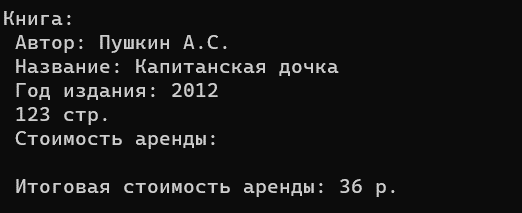 Книга:
Автор: Пушкин А.С.
Название: Капитанская дочка
Год издания: 2012
123 стр.
Стоимость аренды:
Итоговая стоимость аренды: 36 р.